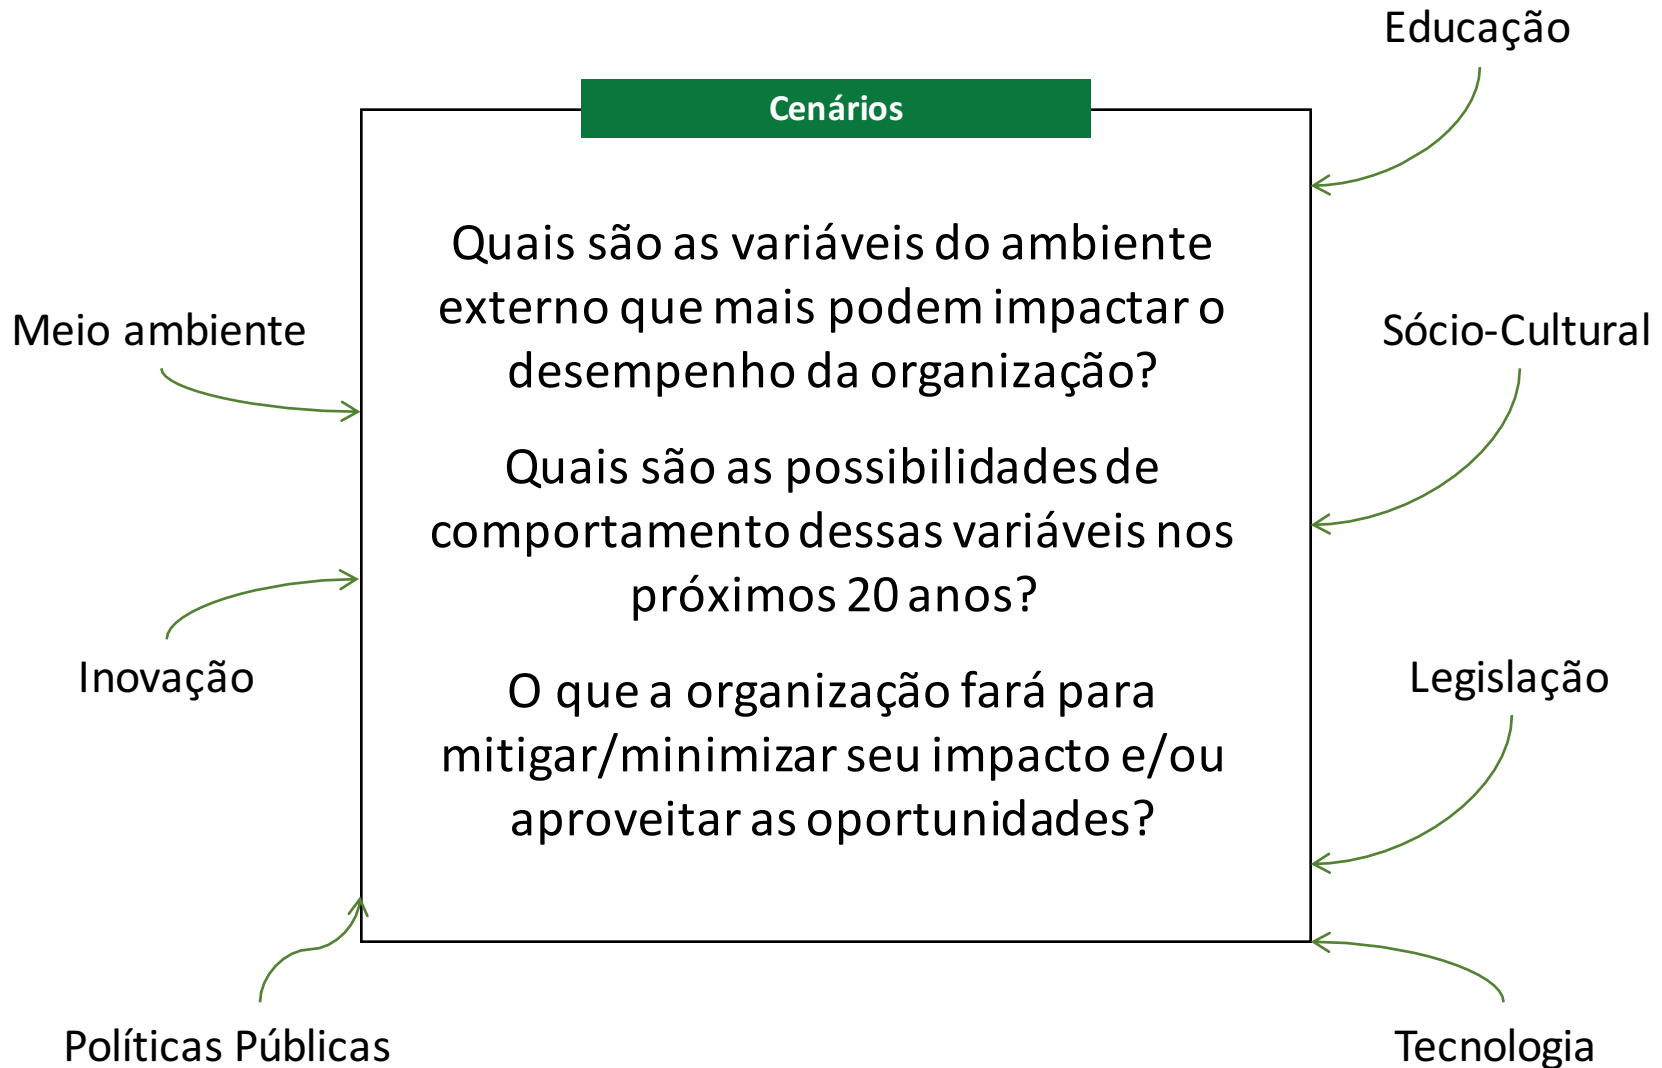 Educação
Cenários
Quais são as variáveis do ambiente
externo que mais podem impactar o
desempenho da organização?
Meio ambiente
Sócio-Cultural
Quais são as possibilidades de
comportamento dessas variáveis nos
próximos 20 anos?
Inovação
Legislação
O que a organização fará para
mitigar/minimizar seu impacto e/ou
aproveitar as oportunidades?
Políticas Públicas
Tecnologia